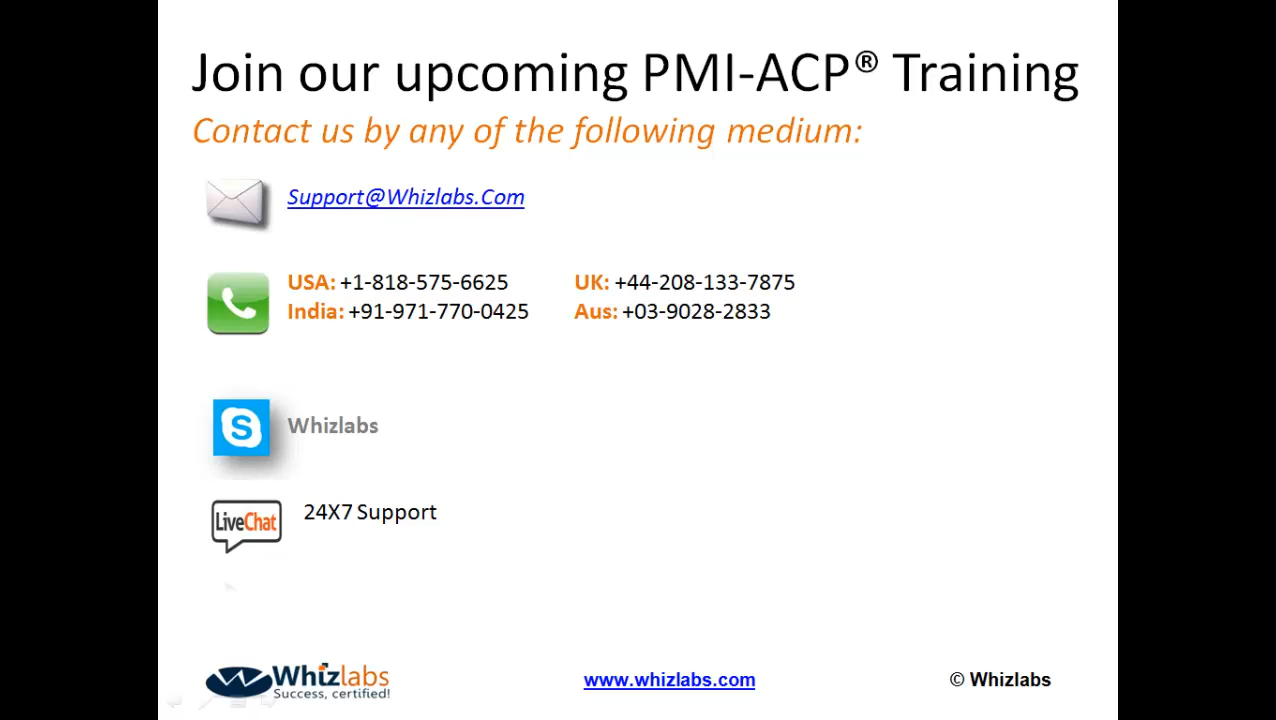 Join our upcoming PMI-ACP® Training
Contact us by any of the following medium:
Support@Whizlabs.Com
USA: +1-818-575-6625 UK: +44-208-133-7875
India: +91-971-770-0425 Aus: +03-9028-2833
S Whizlabs
LiveChat 24X7 Support
W Whizlabs
Success, certified!
www.whizlabs.com
© Whizlabs